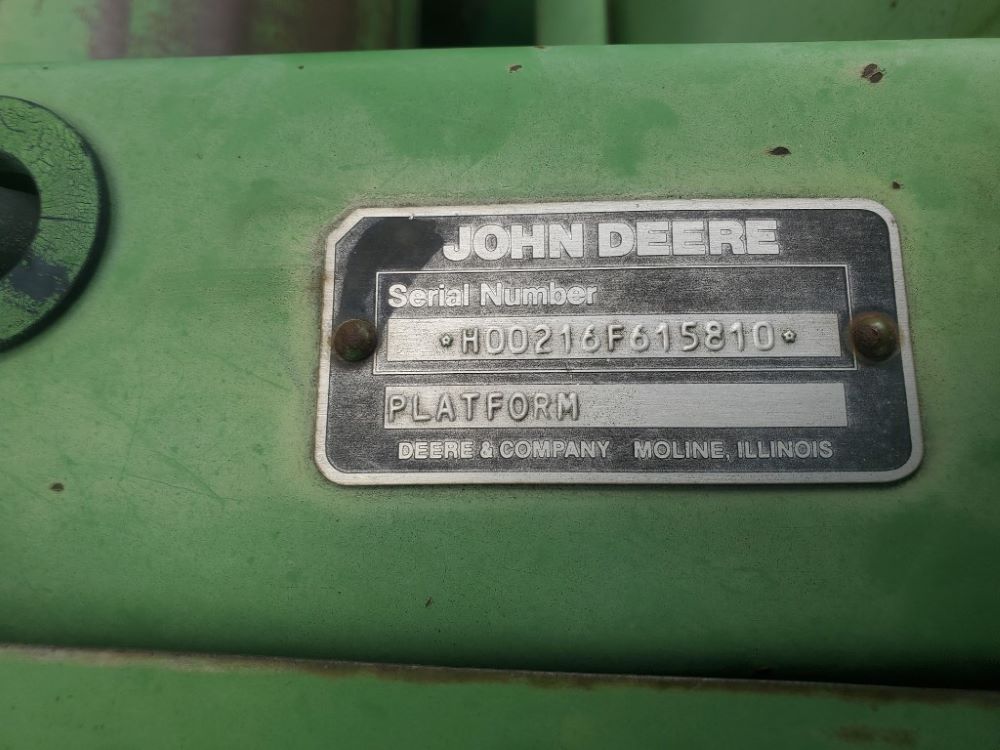 JOHN DEERE
Serial Number
*H00216F615810*
PLATFORM
DEERE & COMPANY MOLINE, ILLINOIS